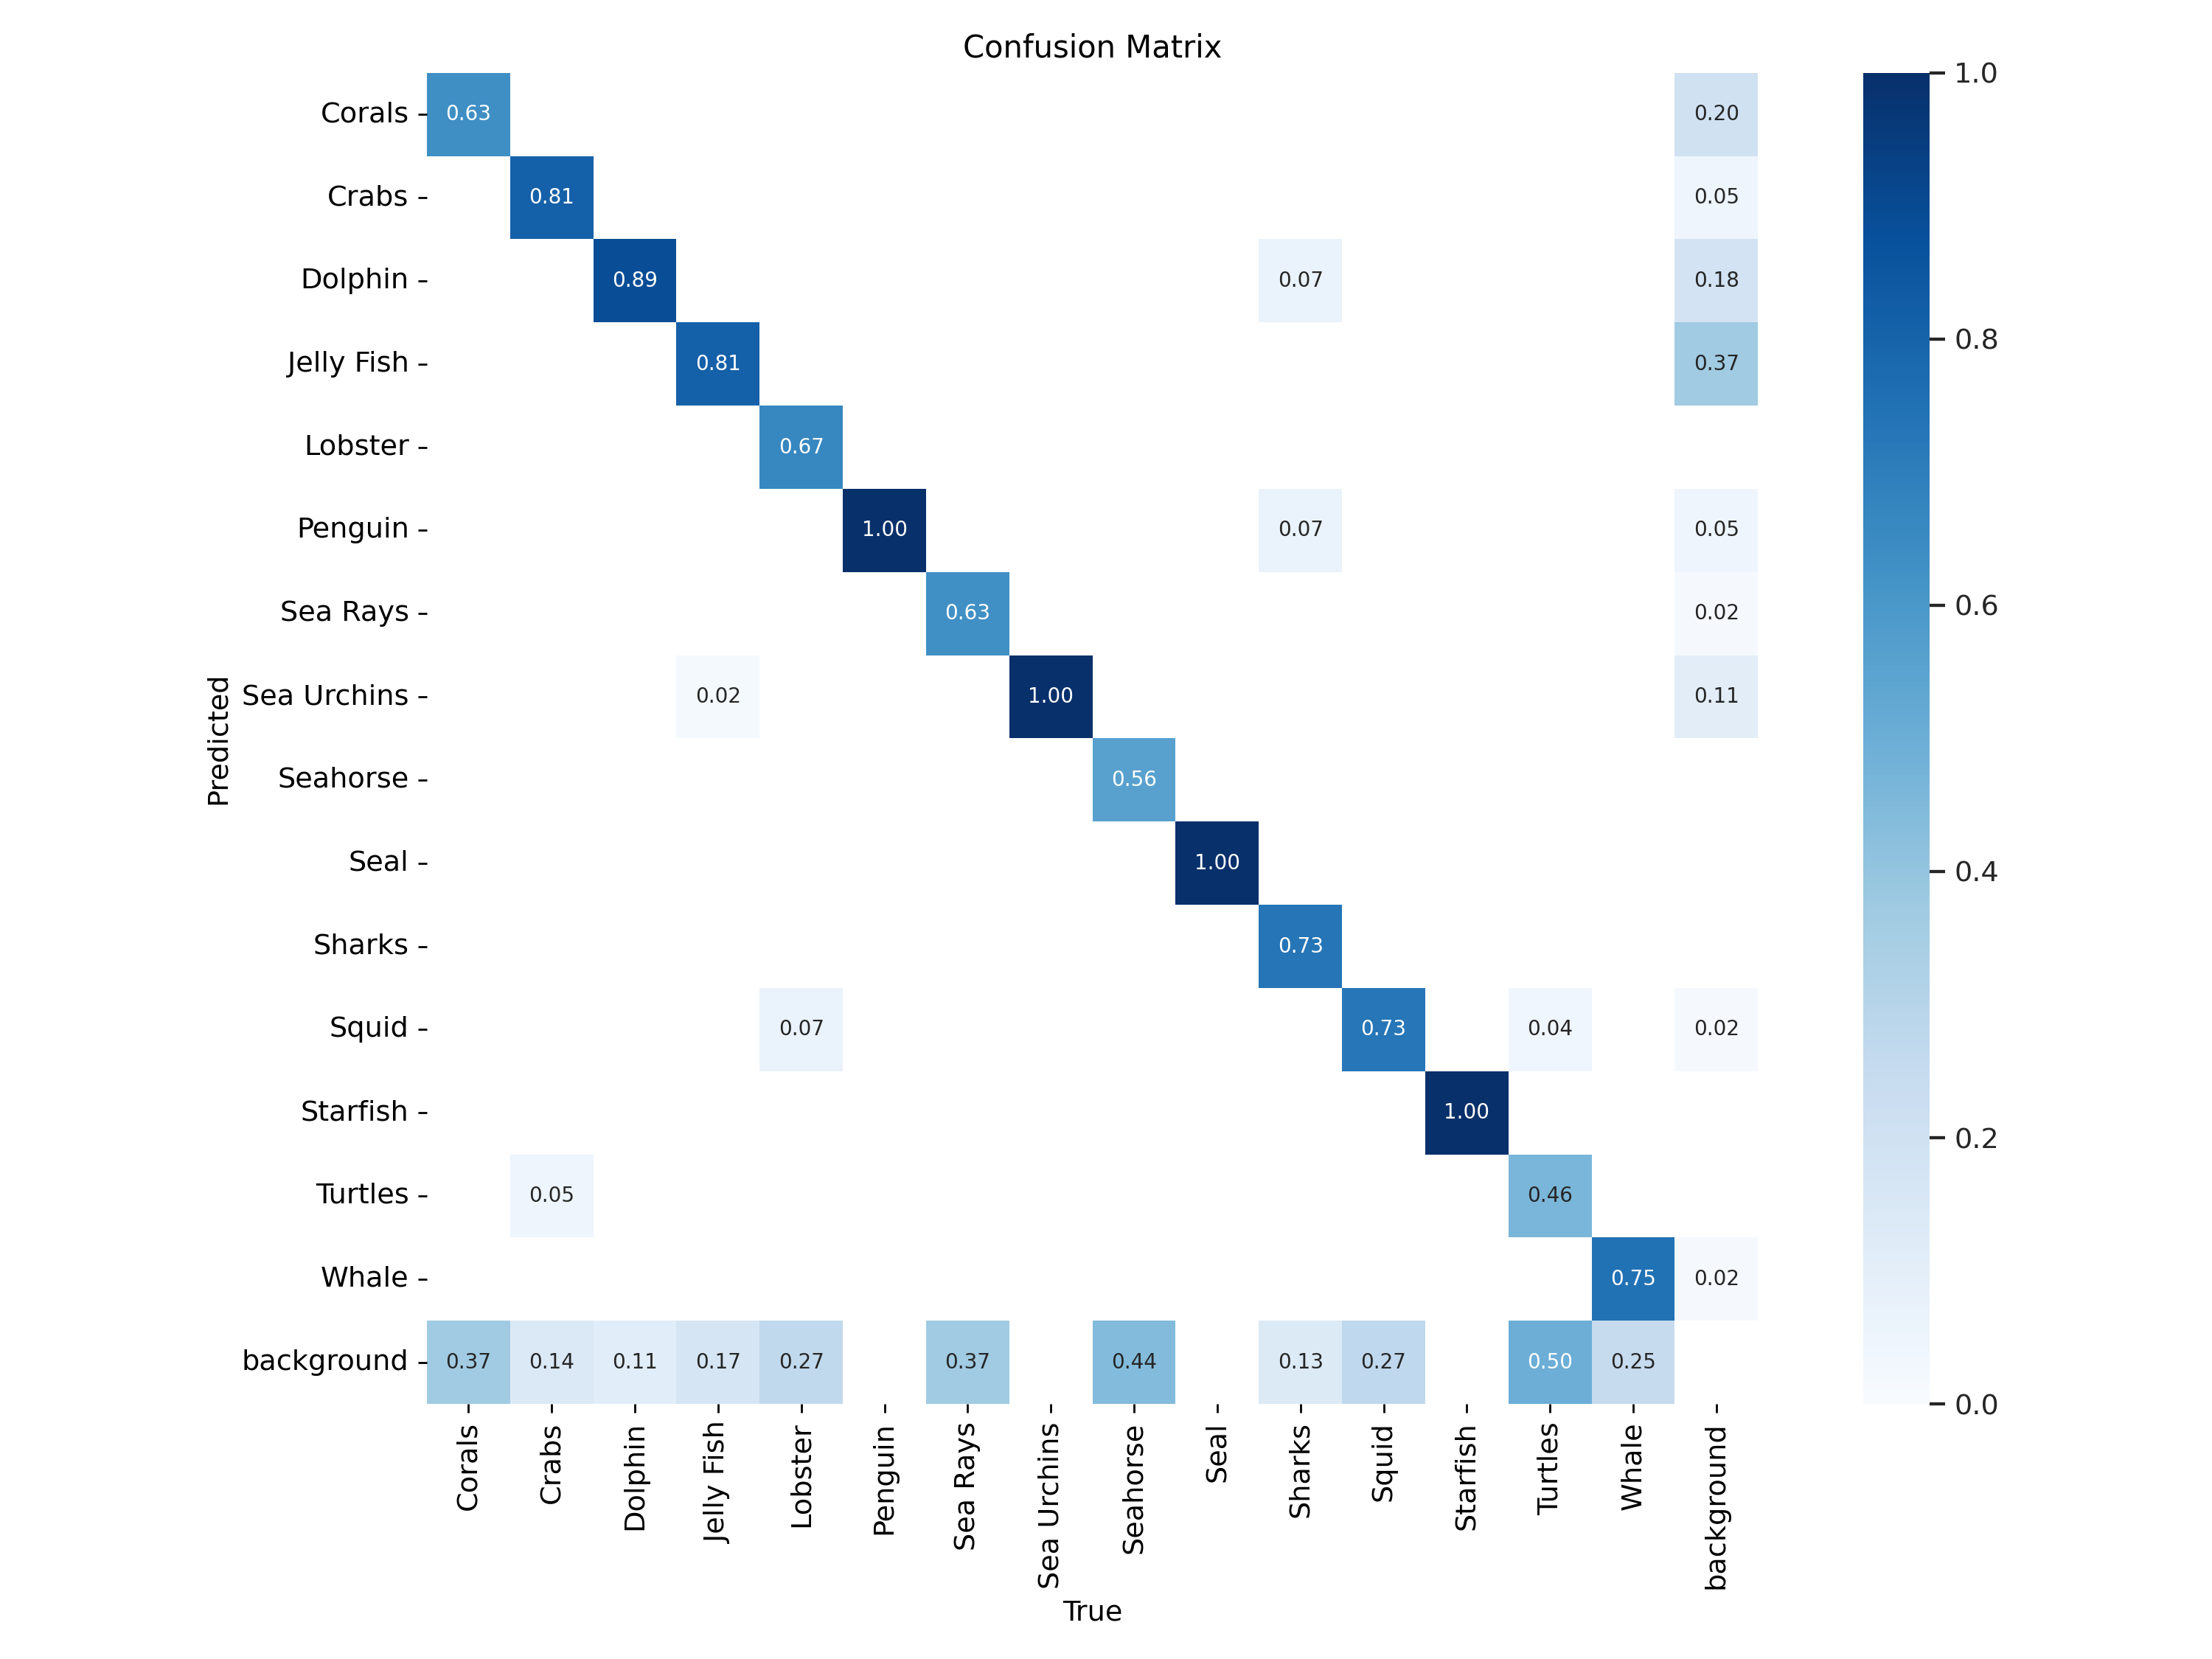 Confusion Matrix
Corals 0.63 0.20
Crabs 0.81 0.05
Dolphin 0.89 0.07 0.18
Jelly Fish 0.81 0.37
Lobster 0.67
Penguin 1.00 0.07 0.05
Sea Rays 0.63 0.02
Sea Urchins 0.02 1.00 0.11
Seahorse 0.56
Seal 1.00
Sharks 0.73
Squid 0.07 0.73 0.04 0.02
Starfish 1.00
Turtles 0.05 0.46
Whale 0.75 0.02
background 0.37 0.14 0.11 0.17 0.27 0.37 0.44 0.13 0.27 0.50 0.25
Predicted
Corals
Crabs
Dolphin
Jelly Fish
Lobster
Penguin
Sea Rays
Sea Urchins
Seahorse
Seal
Sharks
Squid
Starfish
Turtles
Whale
background
True
1.0
0.8
0.6
0.4
0.2
0.0